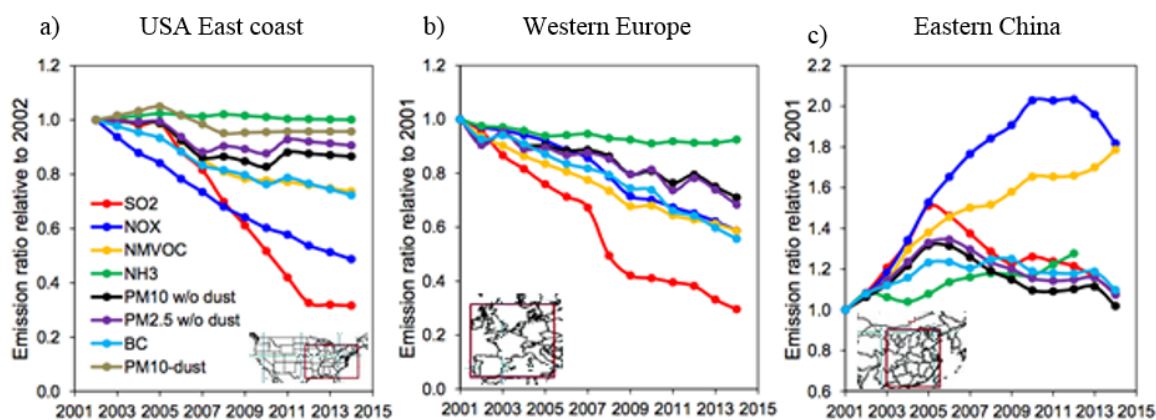 a) USA East coast
b) Western Europe
c) Eastern China
Emission ratio relative to 2002
1.2
1.0
0.8
0.6
0.4
0.2
0.0
SO2
NOX
NMVOC
NH3
PM10 w/o dust
PM2.5 w/o dust
BC
PM10-dust
2001 2003 2005 2007 2009 2011 2013 2015
Emission ratio relative to 2001
1.2
1.0
0.8
0.6
0.4
0.2
0.0
2001 2003 2005 2007 2009 2011 2013 2015
Emission ratio relative to 2001
2.2
2.0
1.8
1.6
1.4
1.2
1.0
0.8
0.6
2001 2003 2005 2007 2009 2011 2013 2015